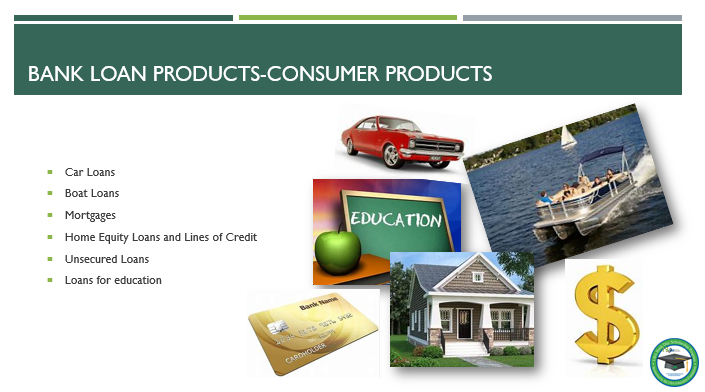 BANK LOAN PRODUCTS-CONSUMER PRODUCTS
Car Loans
Boat Loans
Mortgages
Home Equity Loans and Lines of Credit
Unsecured Loans
Loans for education
EDUCATION
Bank Name
CARDHOLDER